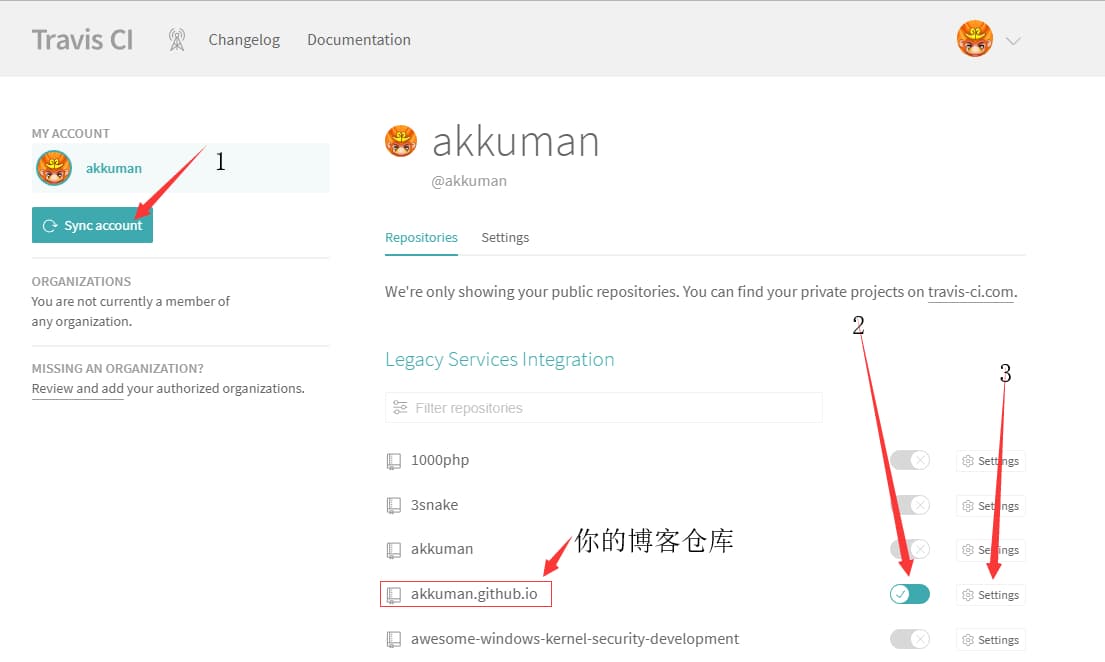 Travis CI
Changelog
Documentation
MY ACCOUNT
akkuman
1
Sync account
ORGANIZATIONS
You are not currently a member of
any organization.
MISSING AN ORGANIZATION?
Review and add your authorized organizations.
akkuman
@akkuman
Repositories
Settings
We're only showing your public repositories. You can find your private projects on travis-ci.com.
2
3
Legacy Services Integration
Filter repositories
1000php
Settings
3snake
Settings
你的博客仓库
akkuman
Settings
akkuman.github.io
Settings
awesome-windows-kernel-security-development
Settings